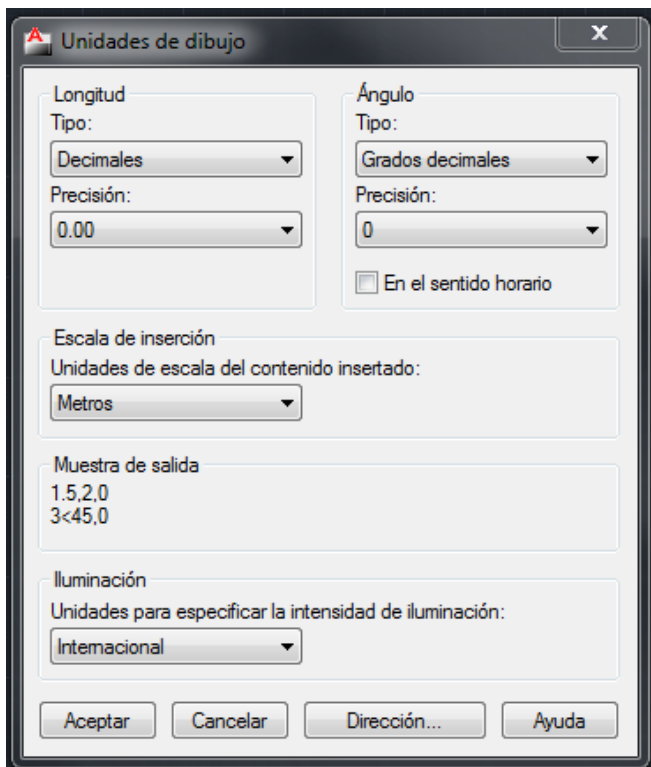 Unidades de dibujo
X
Longitud
Tipo:
Decimales
Precisión:
0.00
Ángulo
Tipo:
Grados decimales
Precisión:
0
En el sentido horario
Escala de inserción
Unidades de escala del contenido insertado:
Metros
Muestra de salida
1.5,2,0
3<45,0
Iluminación
Unidades para especificar la intensidad de iluminación:
Internacional
Aceptar Cancelar Dirección... Ayuda